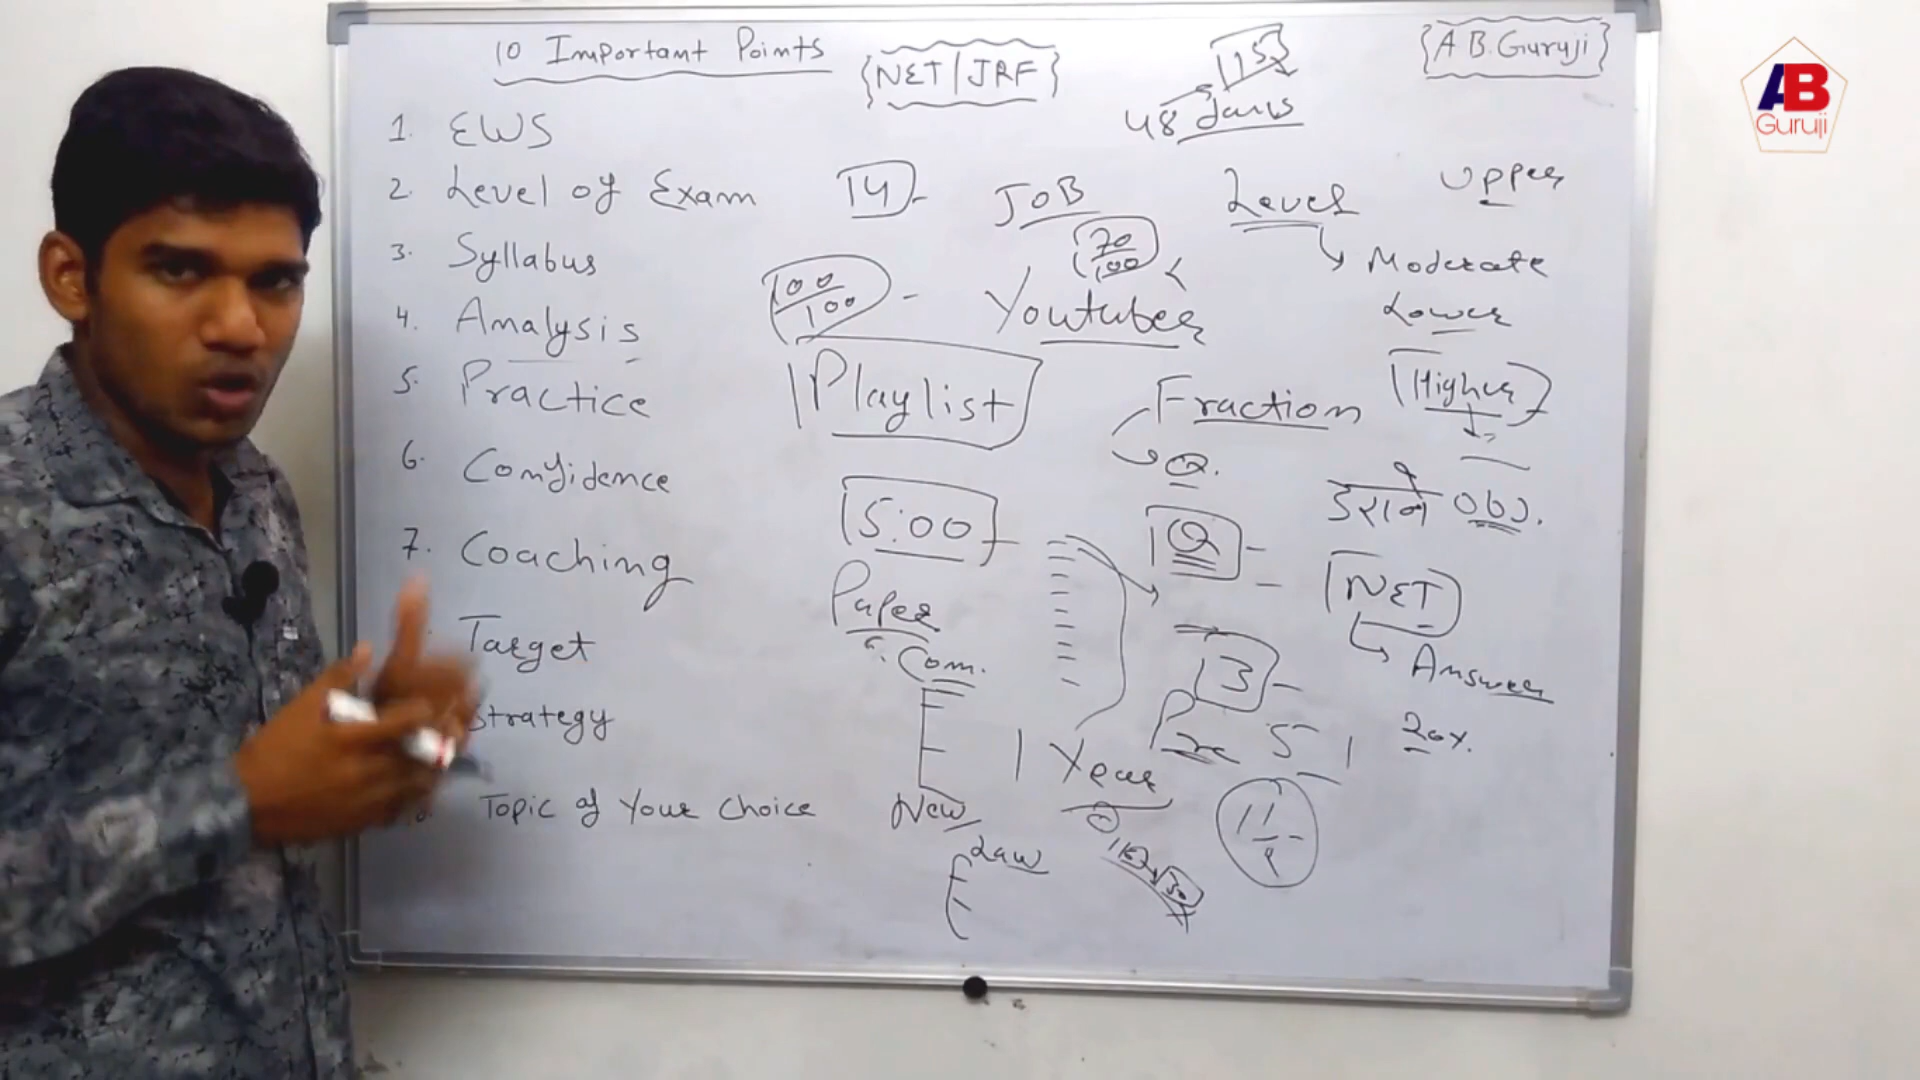 10 Important Points
NET/JRF
115
48 days
A B. Guruji
AB
Guruji
1. EWS
2. Level of Exam
14
JOB
Level
Upper
3. Syllabus
100/100
70/100
Moderate
4. Analysis
Youtuber
Lower
5. Practice
Playlist
Fraction
Higher
6. Confidence
Q.
5:00
Q
डराने Obj.
7. Coaching
Paper
NET
Target
Com.
3
Answer
Strategy
1 Year
5
20%.
Topic of Your Choice
New
11
9
Law
30